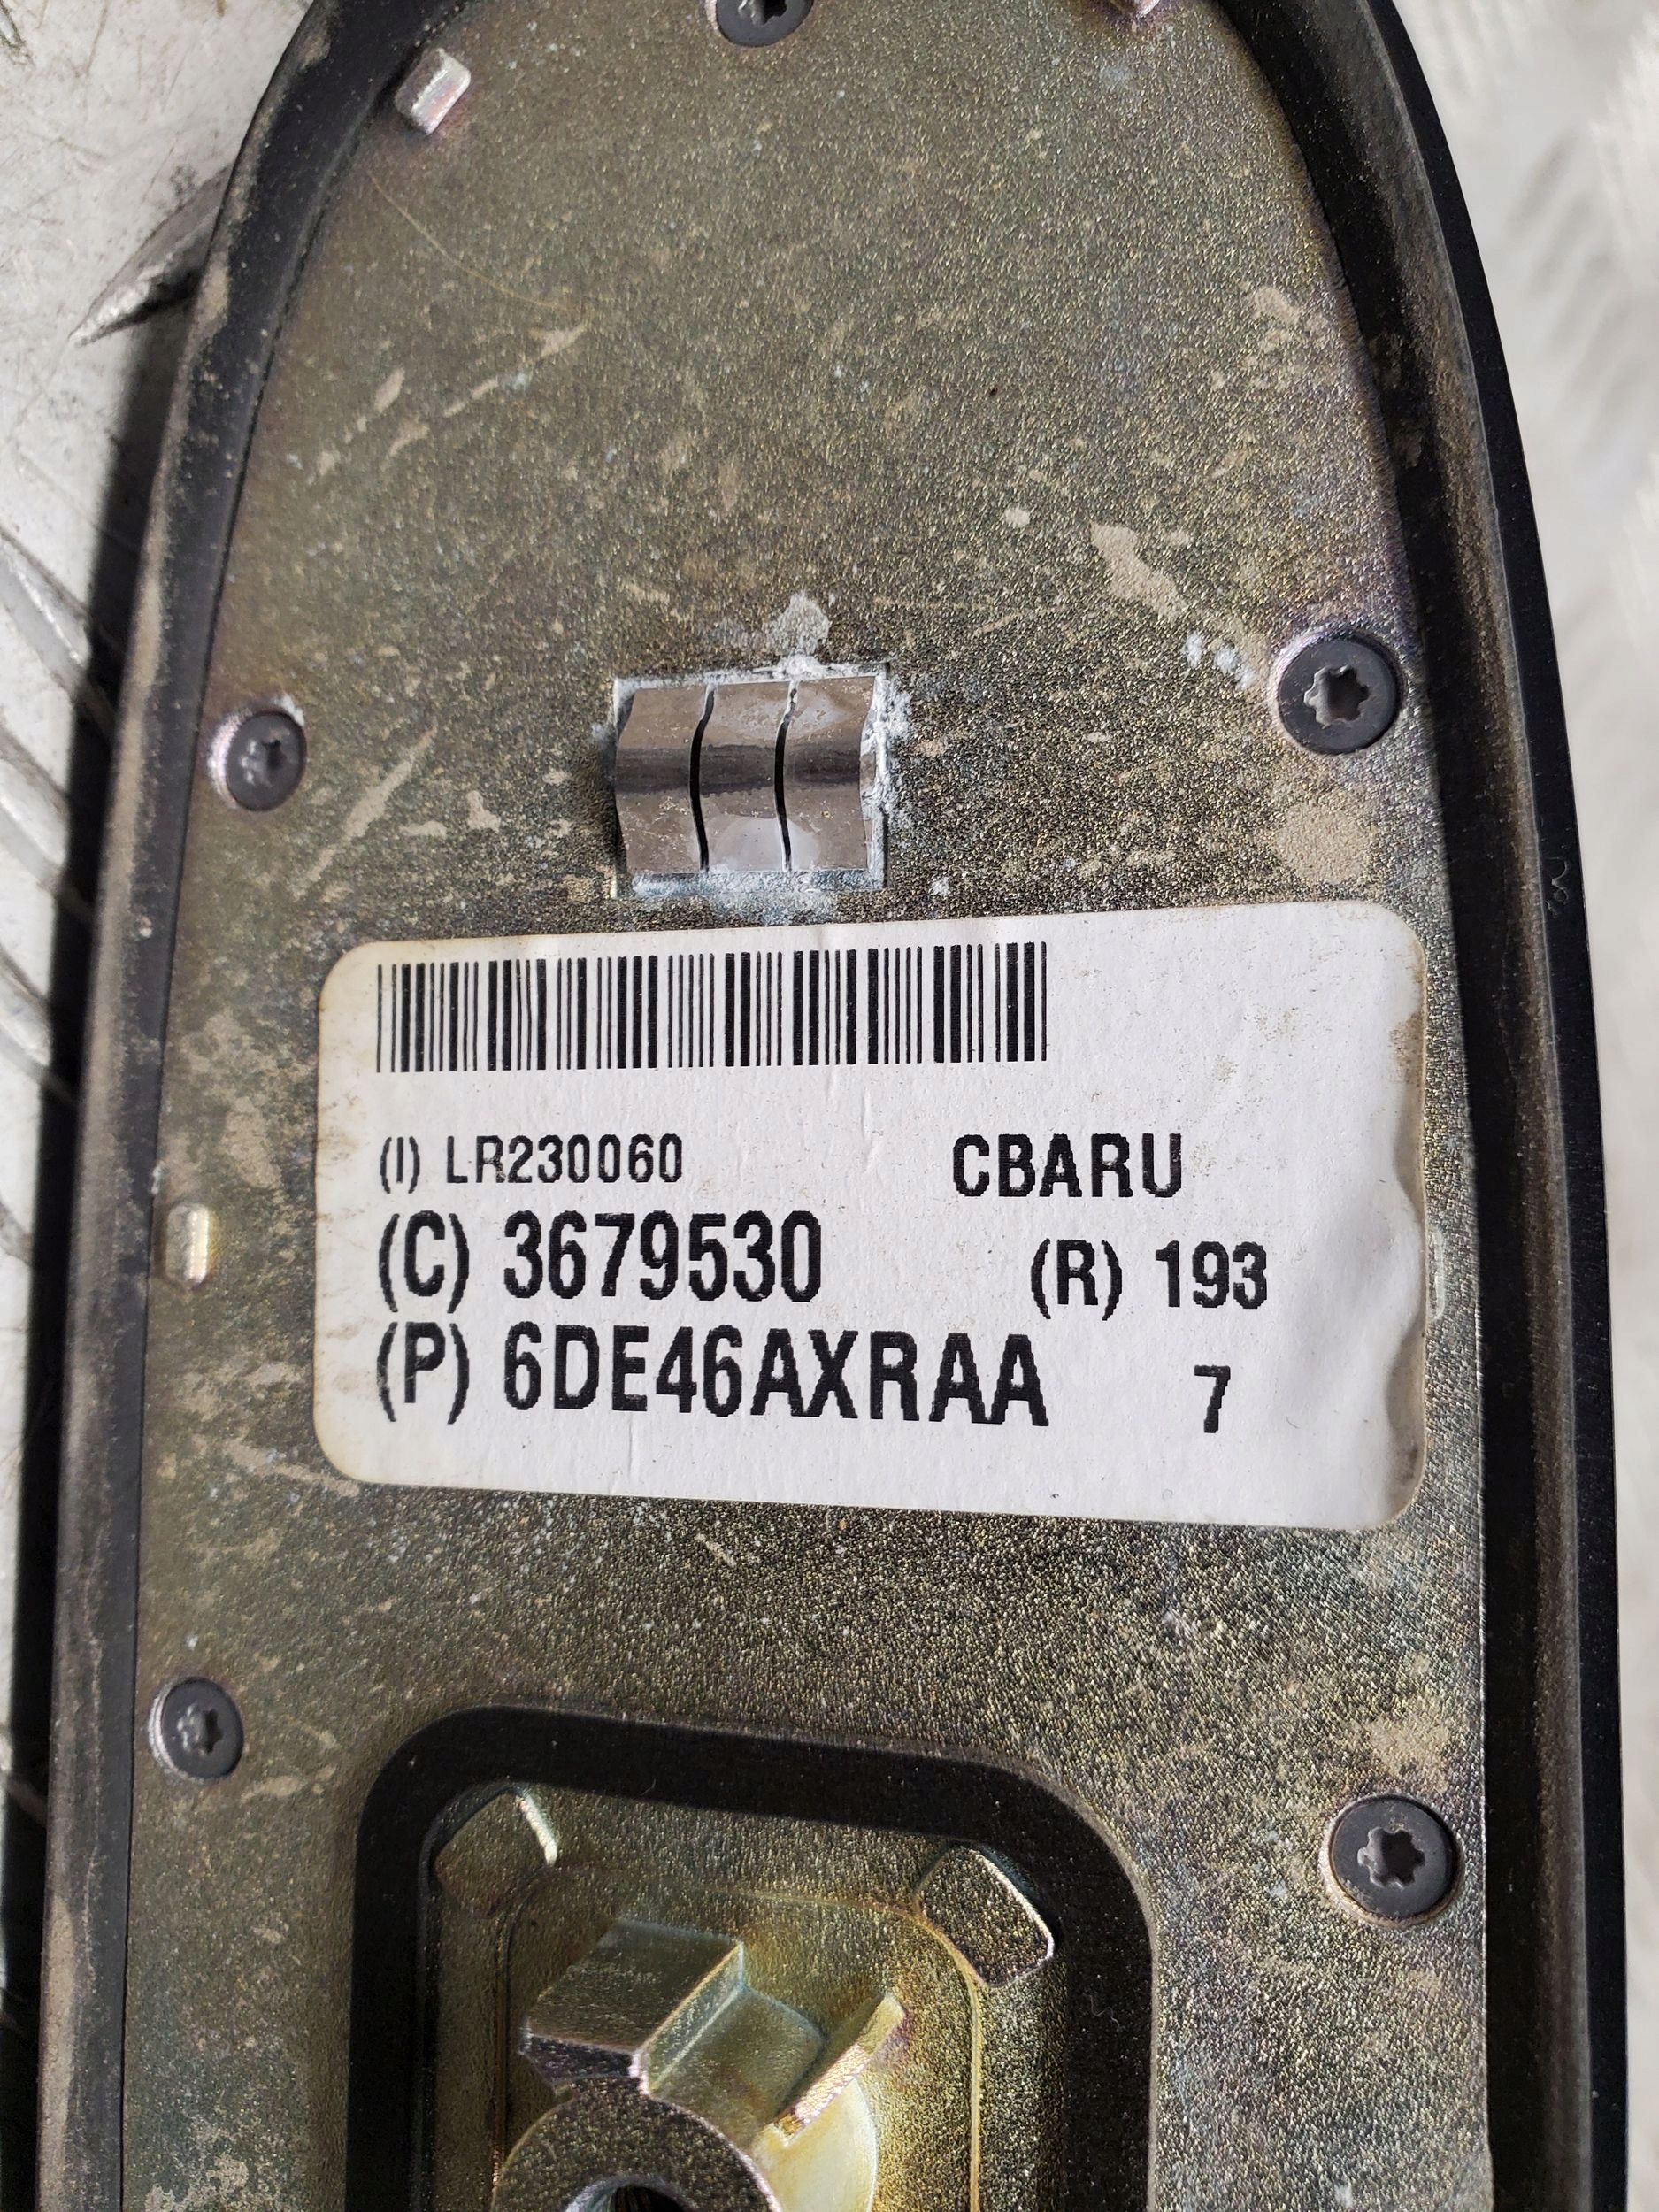 (I) LR230060 CBARU
(C) 3679530 (R) 193
(P) 6DE46AXRAA 7